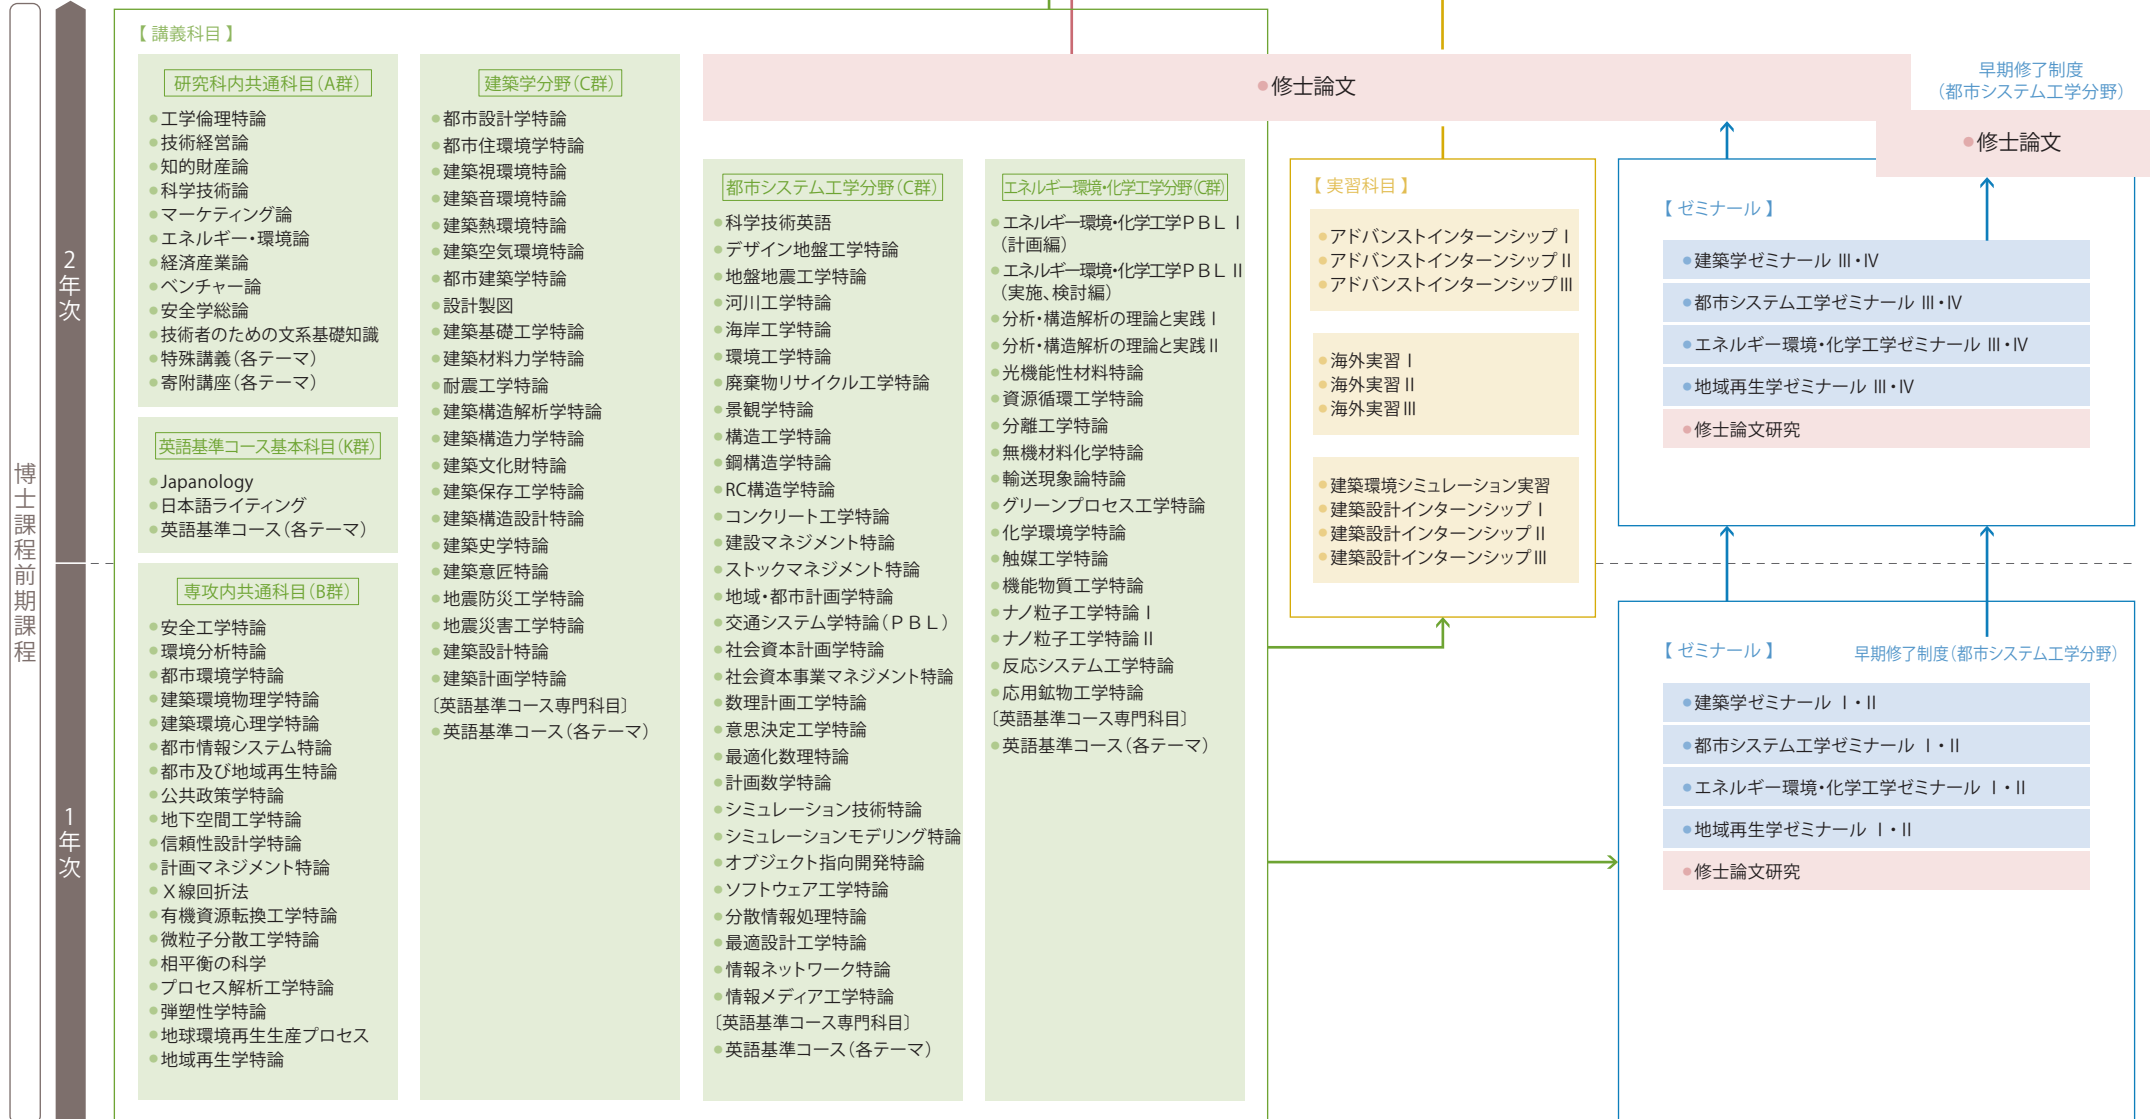 博士課程前期課程
2年次
1年次
【 講義科目 】
研究科内共通科目（A群）
●工学倫理特論
●技術経営論
●知的財産論
●科学技術論
●マーケティング論
●エネルギー・環境論
●経済産業論
●ベンチャー論
●安全学総論
●技術者のための文系基礎知識
●特殊講義（各テーマ）
●寄附講座（各テーマ）
英語基準コース基本科目（K群）
●Japanology
●日本語ライティング
●英語基準コース（各テーマ）
専攻内共通科目（B群）
●安全工学特論
●環境分析特論
●都市環境学特論
●建築環境物理学特論
●建築環境心理学特論
●都市情報システム特論
●都市及び地域再生特論
●公共政策学特論
●地下空間工学特論
●信頼性設計学特論
●計画マネジメント特論
●X線回折法
●有機資源転換工学特論
●微粒子分散工学特論
●相平衡の科学
●プロセス解析工学特論
●弾塑性学特論
●地球環境再生生産プロセス
●地域再生学特論
建築学分野（C群）
●都市設計学特論
●都市住環境学特論
●建築視環境特論
●建築音環境特論
●建築熱環境特論
●建築空気環境特論
●都市建築学特論
●設計製図
●建築基礎工学特論
●建築材料力学特論
●耐震工学特論
●建築構造解析学特論
●建築構造力学特論
●建築文化財特論
●建築保存工学特論
●建築構造設計特論
●建築史学特論
●建築意匠特論
●地震防災工学特論
●地震災害工学特論
●建築設計特論
●建築計画学特論
〔英語基準コース専門科目〕
●英語基準コース（各テーマ）
●修士論文
都市システム工学分野（C群）
●科学技術英語
●デザイン地盤工学特論
●地盤地震工学特論
●河川工学特論
●海岸工学特論
●環境工学特論
●廃棄物リサイクル工学特論
●景観学特論
●構造工学特論
●鋼構造学特論
●RC構造学特論
●コンクリート工学特論
●建設マネジメント特論
●ストックマネジメント特論
●地域・都市計画学特論
●交通システム学特論（PBL）
●社会資本計画学特論
●社会資本事業マネジメント特論
●数理計画工学特論
●意思決定工学特論
●最適化数理特論
●計画数学特論
●シミュレーション技術特論
●シミュレーションモデリング特論
●オブジェクト指向開発特論
●ソフトウェア工学特論
●分散情報処理特論
●最適設計工学特論
●情報ネットワーク特論
●情報メディア工学特論
〔英語基準コース専門科目〕
●英語基準コース（各テーマ）
エネルギー環境・化学工学分野（C群）
●エネルギー環境・化学工学PBL Ⅰ
（計画編）
●エネルギー環境・化学工学PBL Ⅱ
（実施、検討編）
●分析・構造解析の理論と実践Ⅰ
●分析・構造解析の理論と実践Ⅱ
●光機能性材料特論
●資源循環工学特論
●分離工学特論
●無機材料化学特論
●輸送現象論特論
●グリーンプロセス工学特論
●化学環境学特論
●触媒工学特論
●機能物質工学特論
●ナノ粒子工学特論Ⅰ
●ナノ粒子工学特論Ⅱ
●反応システム工学特論
●応用鉱物工学特論
〔英語基準コース専門科目〕
●英語基準コース（各テーマ）
【 実習科目 】
●アドバンストインターンシップⅠ
●アドバンストインターンシップⅡ
●アドバンストインターンシップⅢ
●海外実習Ⅰ
●海外実習Ⅱ
●海外実習Ⅲ
●建築環境シミュレーション実習
●建築設計インターンシップⅠ
●建築設計インターンシップⅡ
●建築設計インターンシップⅢ
早期修了制度
（都市システム工学分野）
●修士論文
【 ゼミナール 】
●建築学ゼミナール Ⅲ・Ⅳ
●都市システム工学ゼミナール Ⅲ・Ⅳ
●エネルギー環境・化学工学ゼミナール Ⅲ・Ⅳ
●地域再生学ゼミナール Ⅲ・Ⅳ
●修士論文研究
【 ゼミナール 】
早期修了制度（都市システム工学分野）
●建築学ゼミナール Ⅰ・Ⅱ
●都市システム工学ゼミナール Ⅰ・Ⅱ
●エネルギー環境・化学工学ゼミナール Ⅰ・Ⅱ
●地域再生学ゼミナール Ⅰ・Ⅱ
●修士論文研究